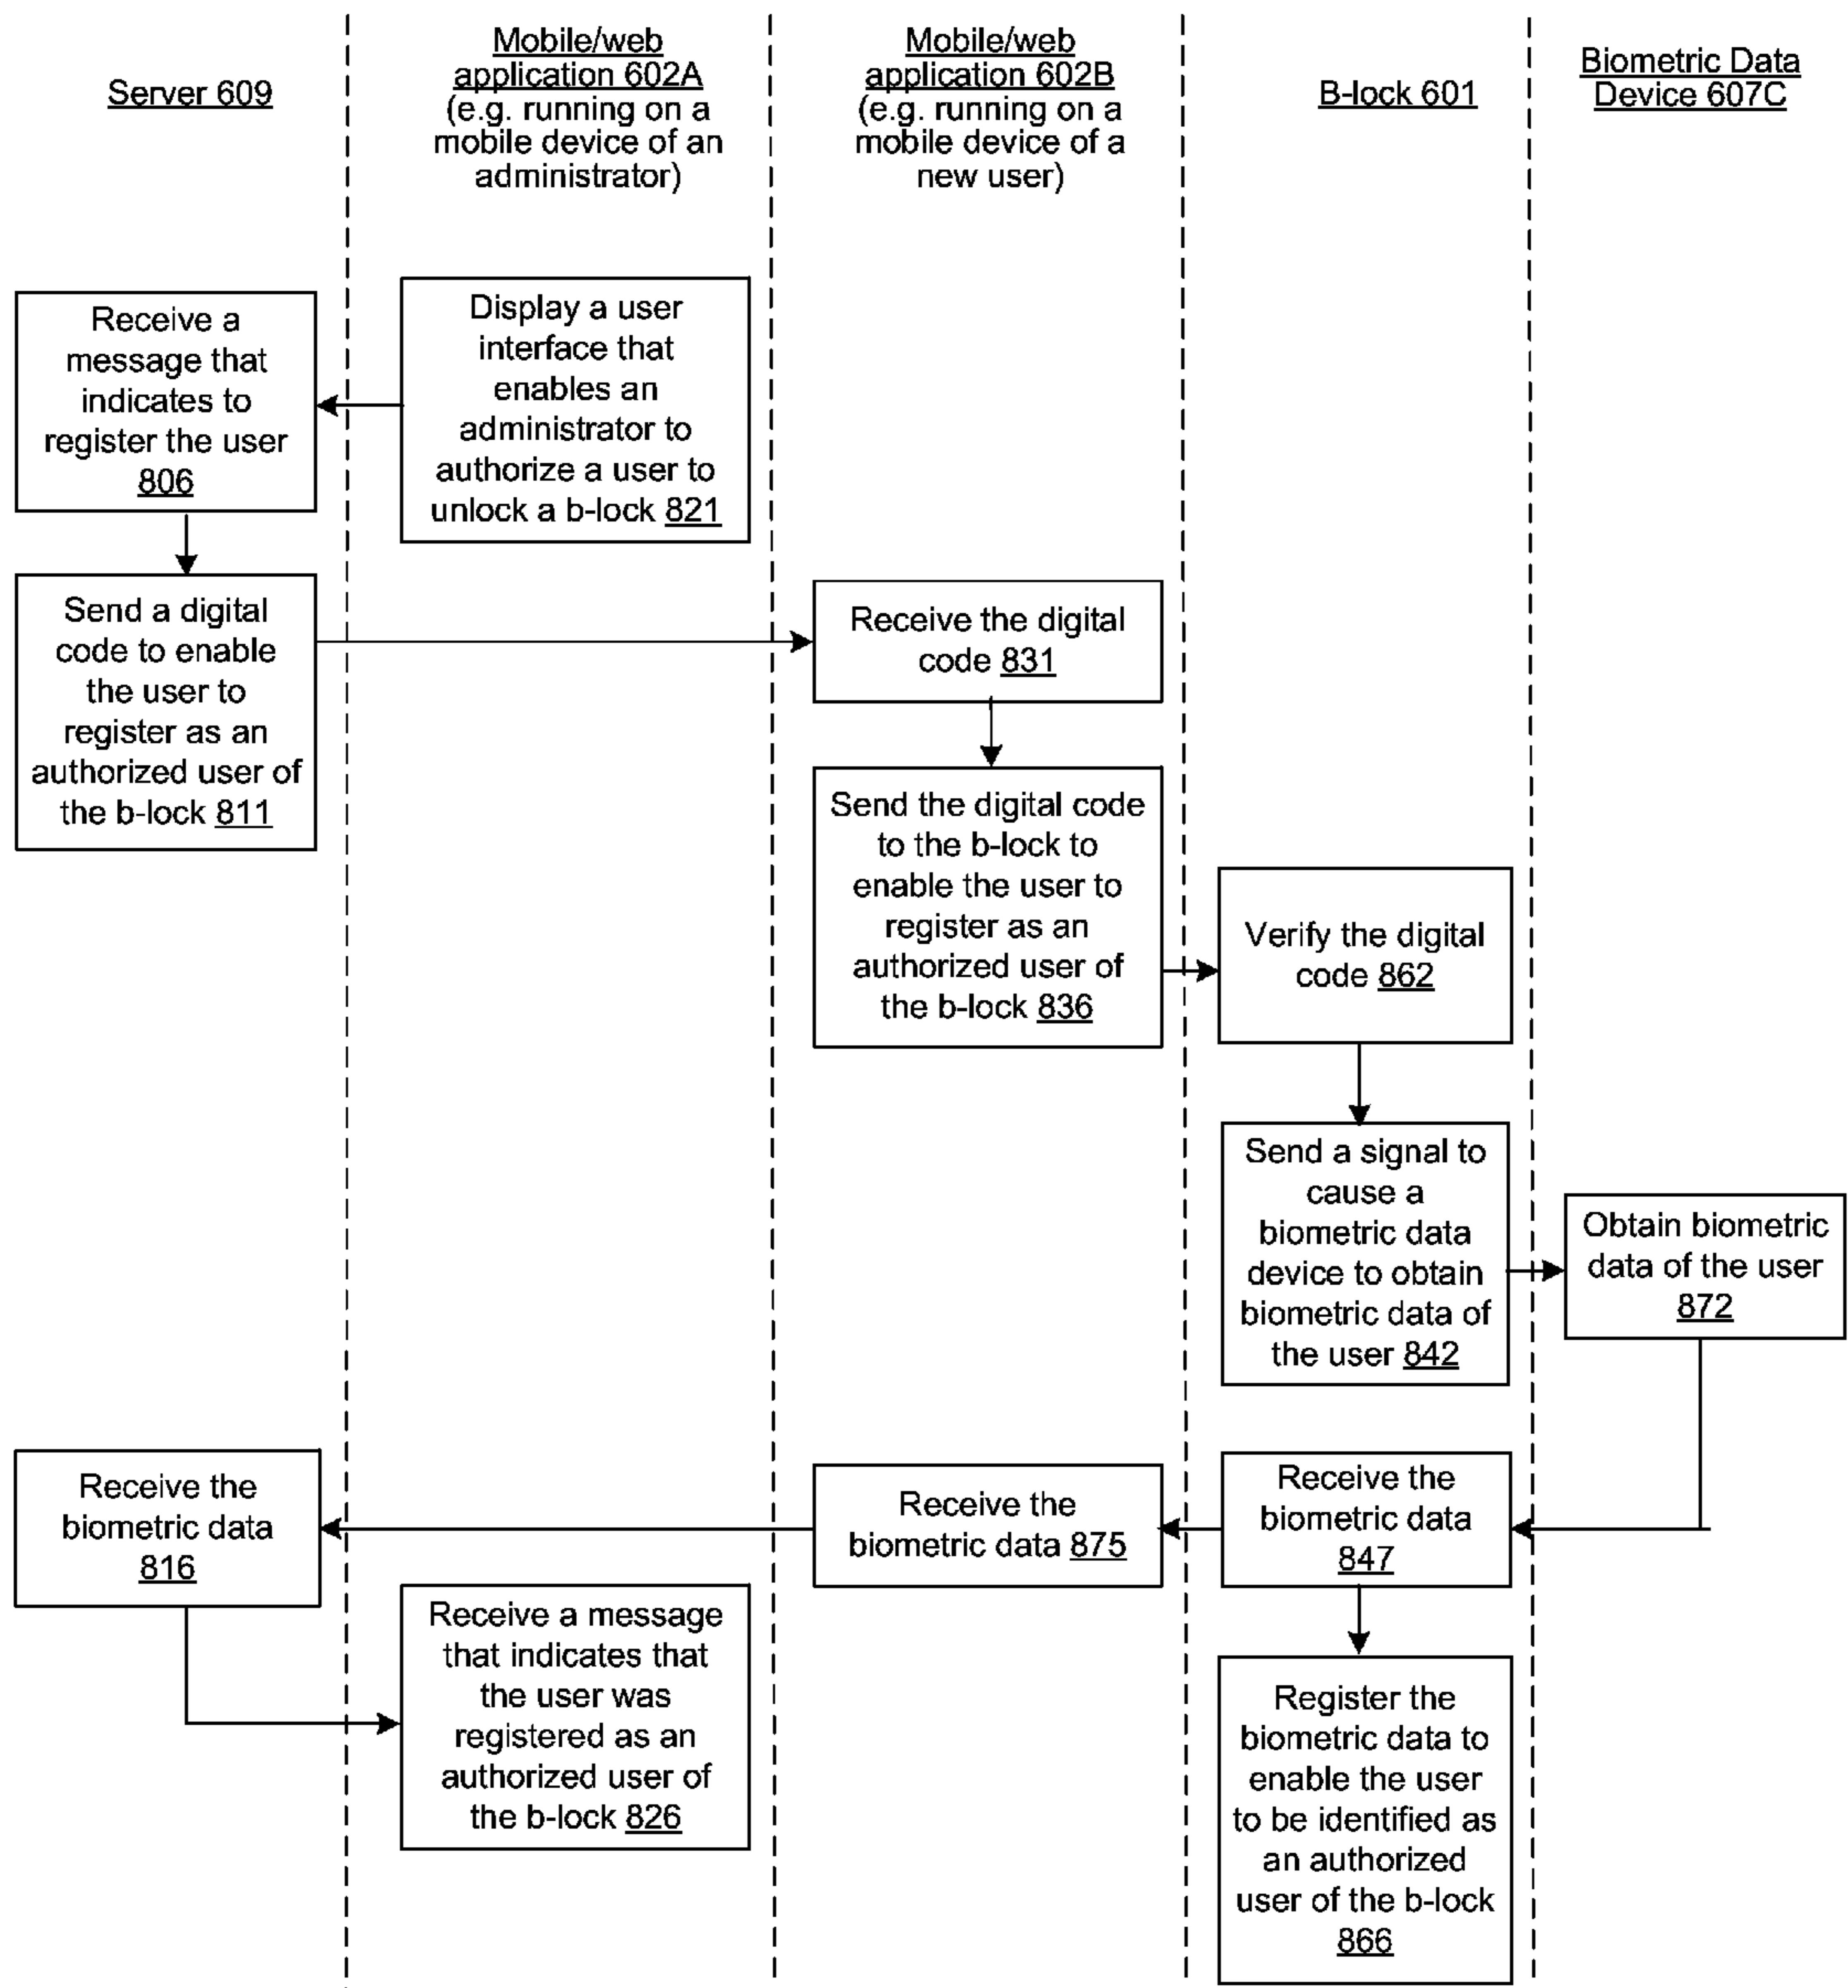 Server 609
Mobile/web
application 602A
(e.g. running on a
mobile device of an
administrator)
Mobile/web
application 602B
(e.g. running on a
mobile device of a
new user)
B-lock 601
Biometric Data
Device 607C
Receive a
message that
indicates to
register the user
806
Display a user
interface that
enables an
administrator to
authorize a user to
unlock a b-lock 821
Send a digital
code to enable
the user to
register as an
authorized user of
the b-lock 811
Receive the digital
code 831
Send the digital code
to the b-lock to
enable the user to
register as an
authorized user of
the b-lock 836
Verify the digital
code 862
Send a signal to
cause a
biometric data
device to obtain
biometric data of
the user 842
Obtain biometric
data of the user
872
Receive the
biometric data
816
Receive the
biometric data 875
Receive the
biometric data
847
Receive a message
that indicates that
the user was
registered as an
authorized user of
the b-lock 826
Register the
biometric data to
enable the user
to be identified as
an authorized
user of the b-lock
866